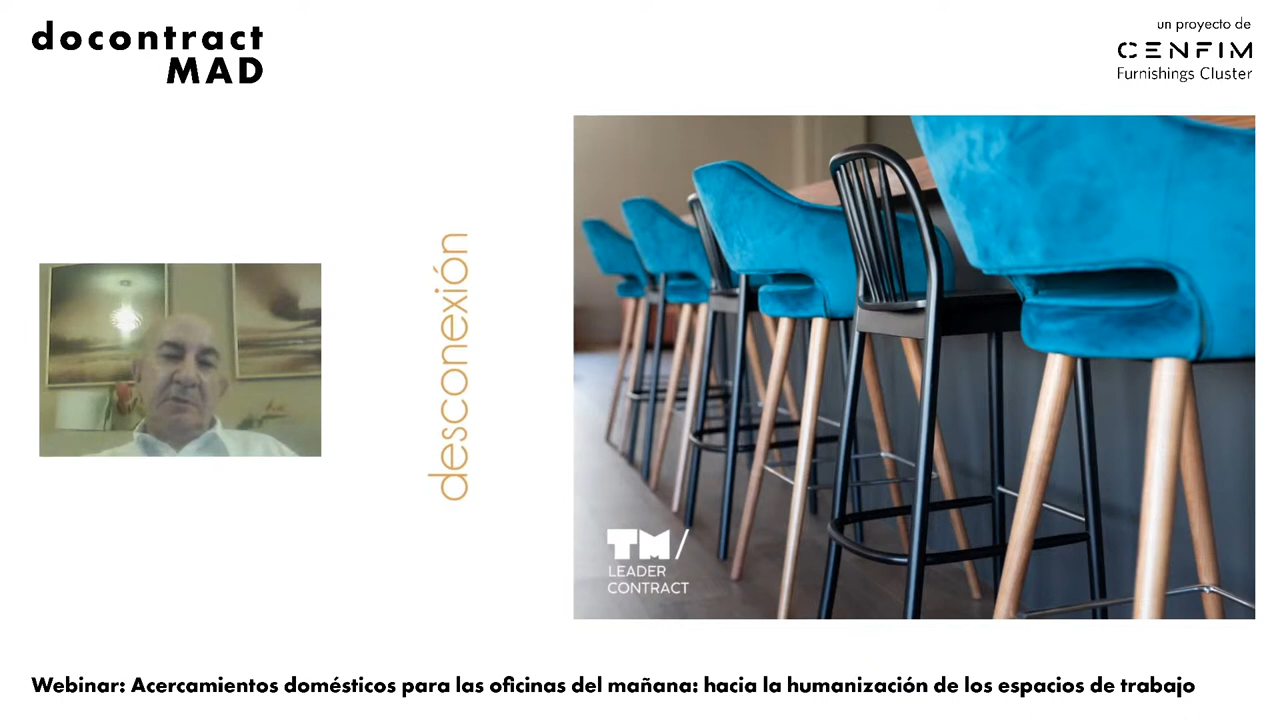 docontract
MAD
un proyecto de
CENFIM
Furnishings Cluster
desconexión
TM/
LEADER
CONTRACT
Webinar: Acercamientos domésticos para las oficinas del mañana: hacia la humanización de los espacios de trabajo